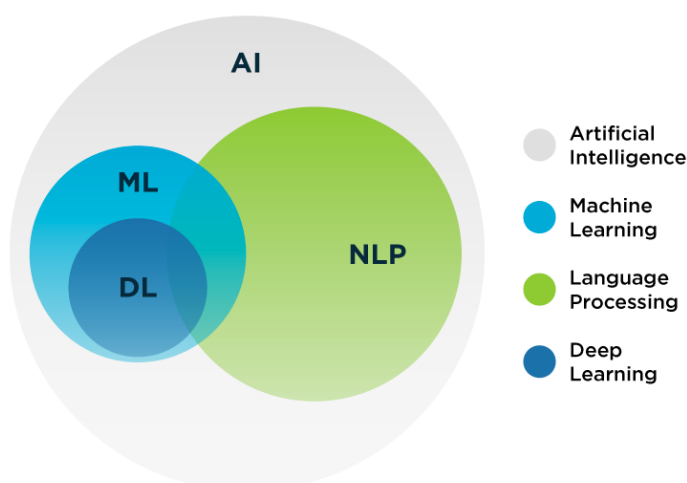 AI
ML
DL
NLP
Artificial
Intelligence
Machine
Learning
Language
Processing
Deep
Learning